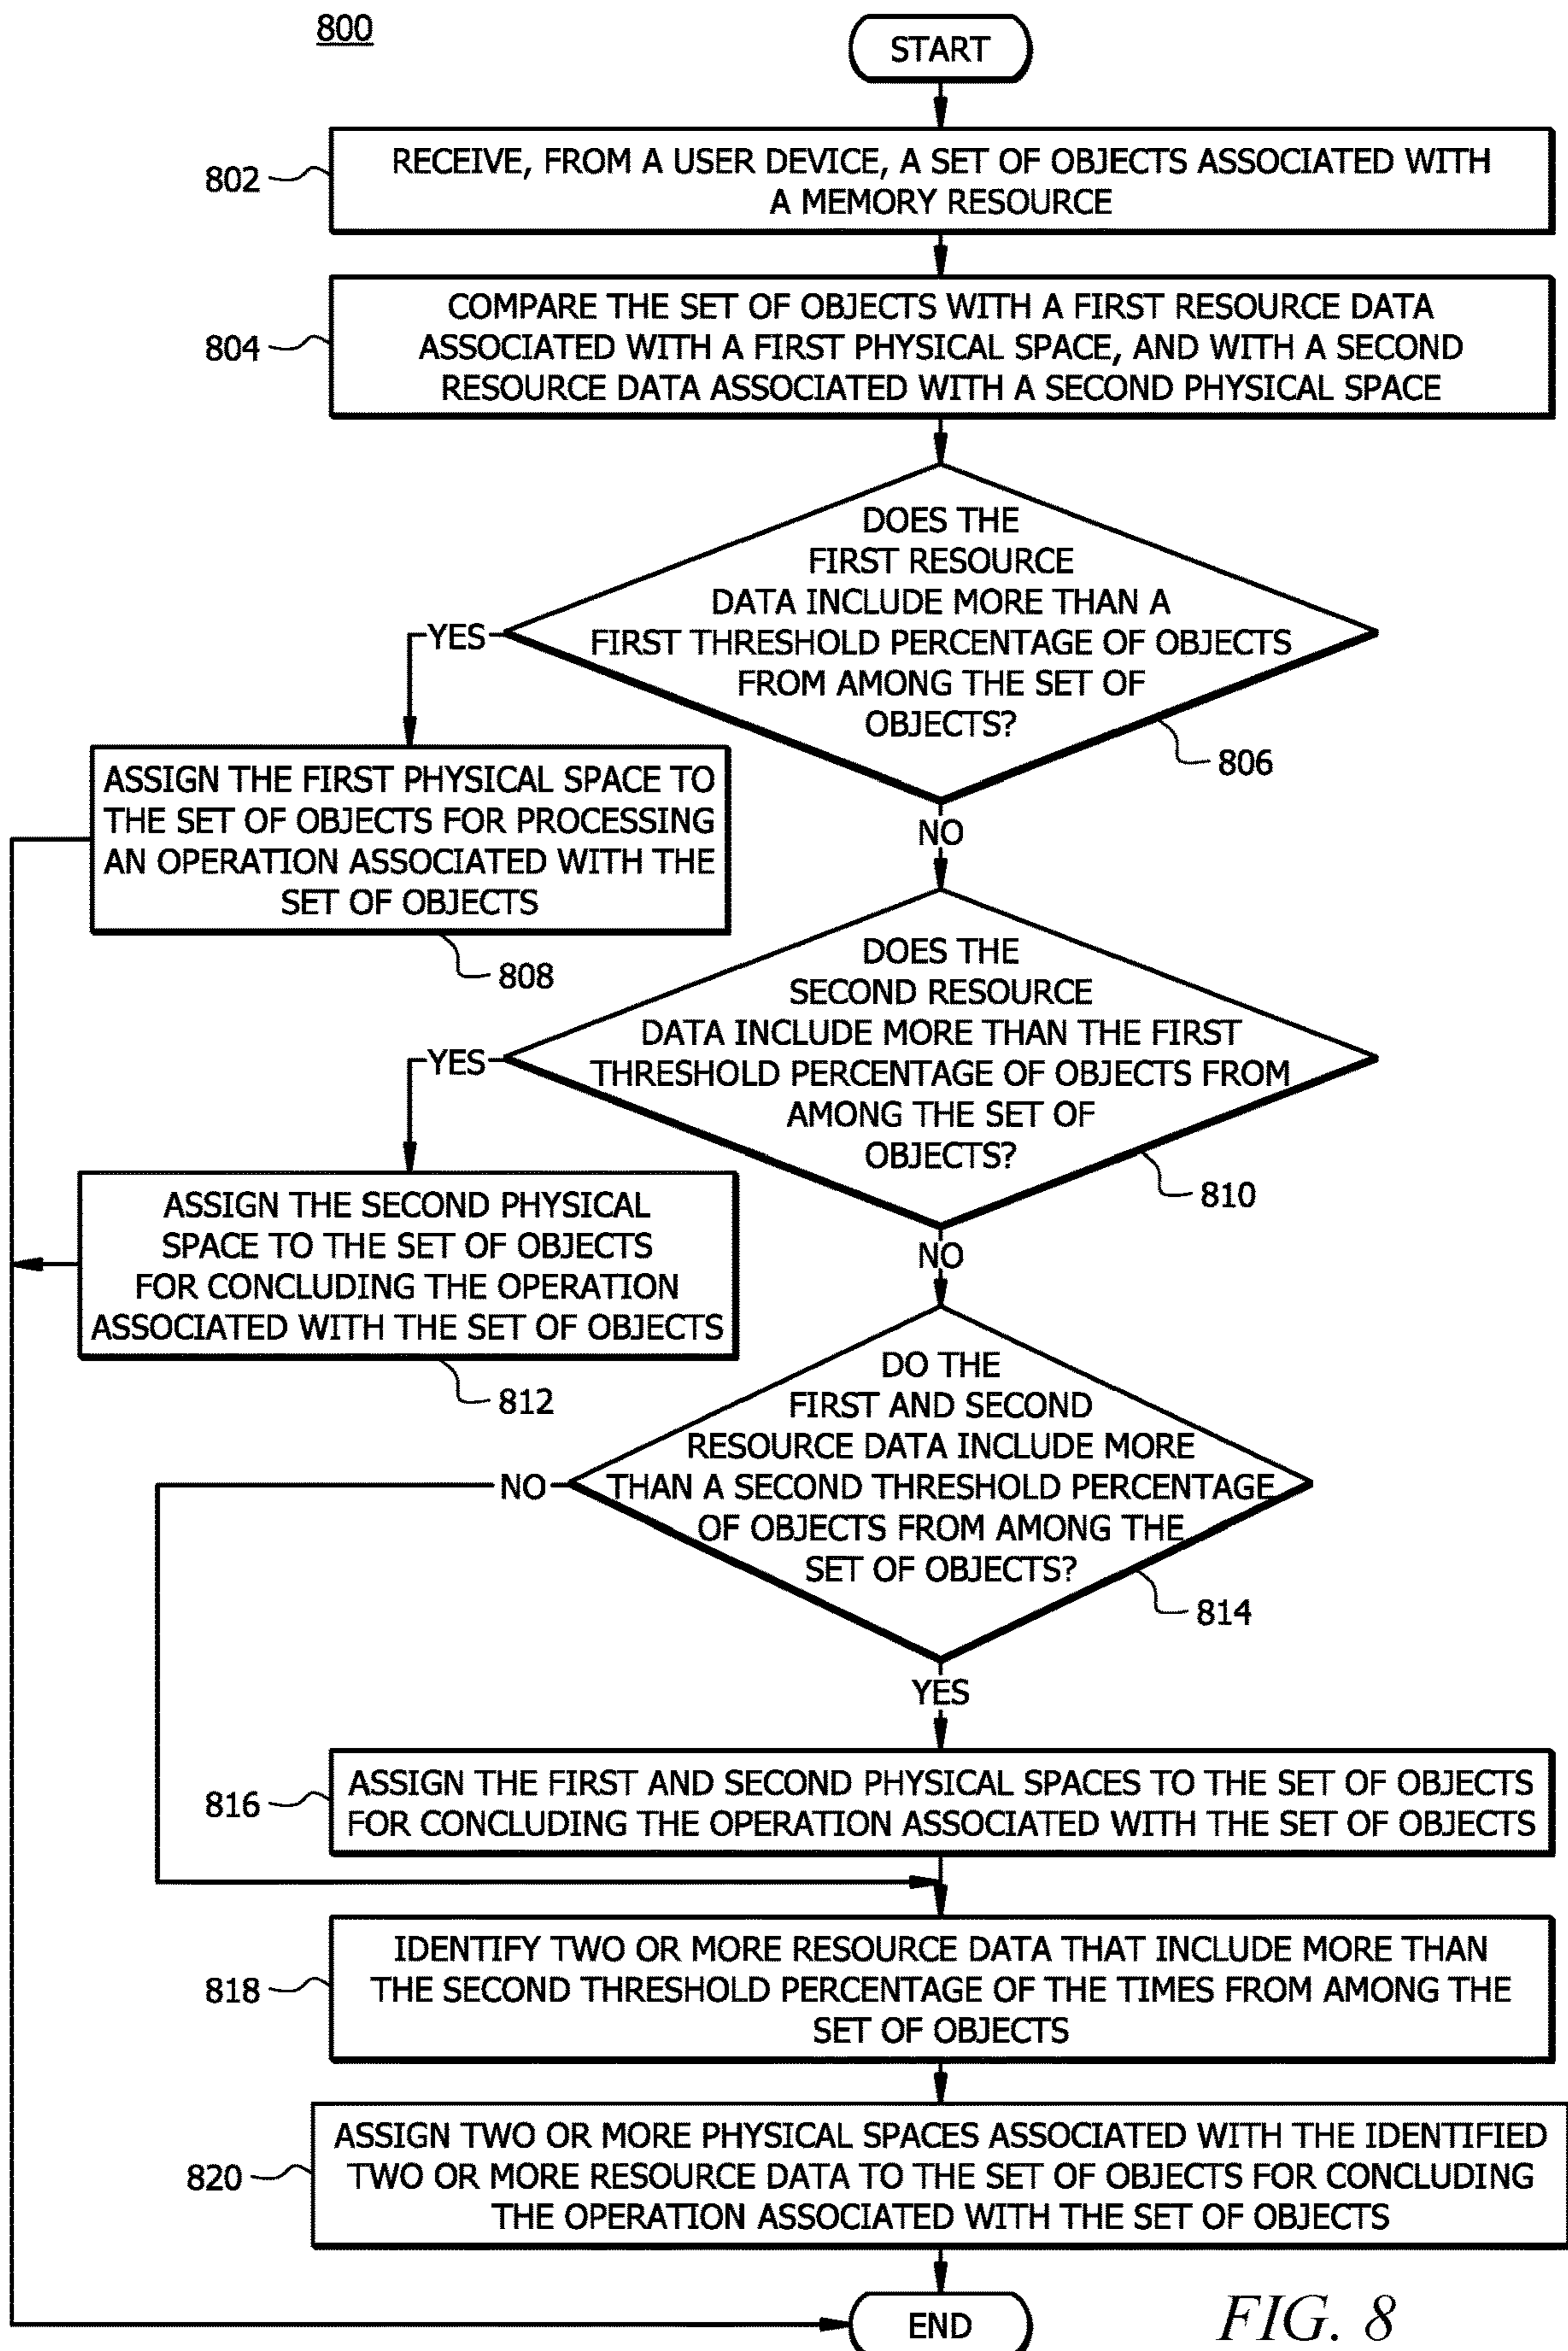 800
START
802
RECEIVE, FROM A USER DEVICE, A SET OF OBJECTS ASSOCIATED WITH
A MEMORY RESOURCE
804
COMPARE THE SET OF OBJECTS WITH A FIRST RESOURCE DATA
ASSOCIATED WITH A FIRST PHYSICAL SPACE, AND WITH A SECOND
RESOURCE DATA ASSOCIATED WITH A SECOND PHYSICAL SPACE
DOES THE
FIRST RESOURCE
DATA INCLUDE MORE THAN A
FIRST THRESHOLD PERCENTAGE OF OBJECTS
FROM AMONG THE SET OF
OBJECTS?
806
YES
ASSIGN THE FIRST PHYSICAL SPACE TO
THE SET OF OBJECTS FOR PROCESSING
AN OPERATION ASSOCIATED WITH THE
SET OF OBJECTS
808
NO
DOES THE
SECOND RESOURCE
DATA INCLUDE MORE THAN THE FIRST
THRESHOLD PERCENTAGE OF OBJECTS FROM
AMONG THE SET OF
OBJECTS?
810
YES
ASSIGN THE SECOND PHYSICAL
SPACE TO THE SET OF OBJECTS
FOR CONCLUDING THE OPERATION
ASSOCIATED WITH THE SET OF OBJECTS
812
NO
DO THE
FIRST AND SECOND
RESOURCE DATA INCLUDE MORE
THAN A SECOND THRESHOLD PERCENTAGE
OF OBJECTS FROM AMONG THE
SET OF OBJECTS?
814
NO
YES
816
ASSIGN THE FIRST AND SECOND PHYSICAL SPACES TO THE SET OF OBJECTS
FOR CONCLUDING THE OPERATION ASSOCIATED WITH THE SET OF OBJECTS
818
IDENTIFY TWO OR MORE RESOURCE DATA THAT INCLUDE MORE THAN
THE SECOND THRESHOLD PERCENTAGE OF THE TIMES FROM AMONG THE
SET OF OBJECTS
820
ASSIGN TWO OR MORE PHYSICAL SPACES ASSOCIATED WITH THE IDENTIFIED
TWO OR MORE RESOURCE DATA TO THE SET OF OBJECTS FOR CONCLUDING
THE OPERATION ASSOCIATED WITH THE SET OF OBJECTS
END
FIG. 8